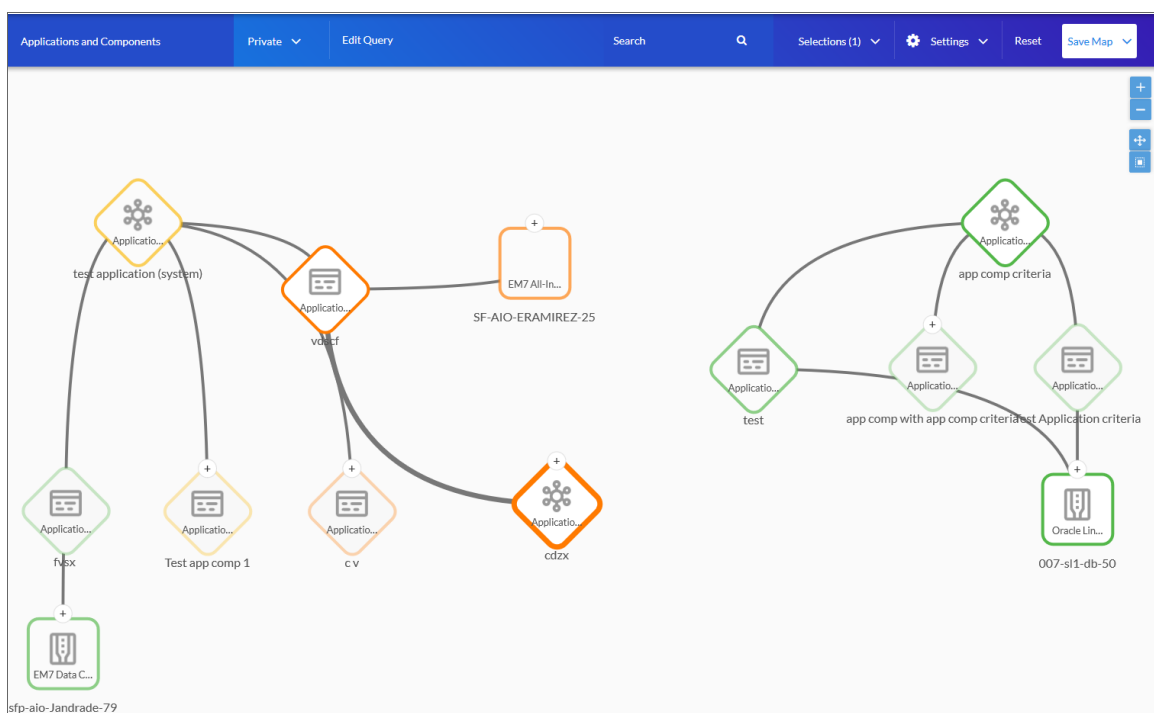 Applications and Components
Private
Edit Query
Search
Selections (1)
Settings
Reset
Save Map
Applicatio...
test application (system)
Applicatio...
vdscf
EM7 All-In...
SF-AIO-ERAMIREZ-25
Applicatio...
app comp criteria
Applicatio...
test
Applicatio...
app comp with app comp criteria
Applicatio...
Test Application criteria
Applicatio...
fvsx
Applicatio...
Test app comp 1
Applicatio...
c v
Applicatio...
cdzx
Oracle Lin...
007-sl1-db-50
EM7 Data C...
sfp-aio-Jandrade-79